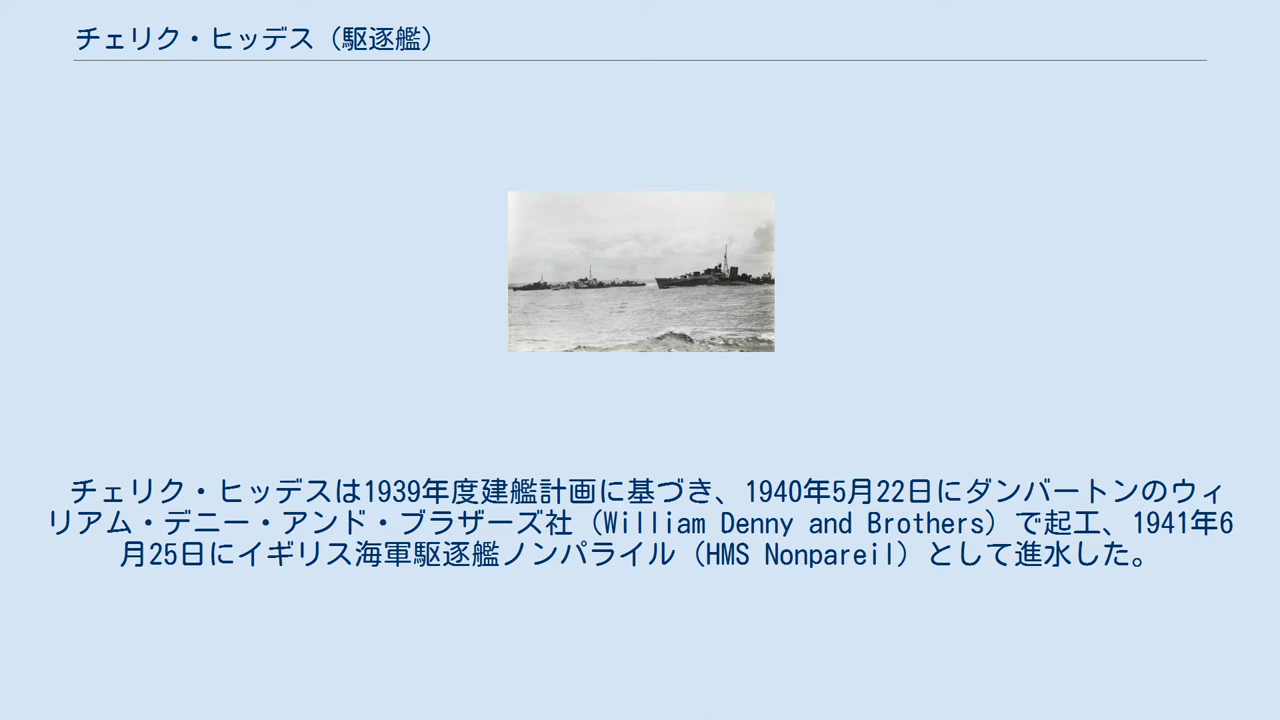 チェリク・ヒッデス（駆逐艦）
チェリク・ヒッデスは1939年度建艦計画に基づき、1940年5月22日にダンバートンのウィ
リアム・デニー・アンド・ブラザーズ社（William Denny and Brothers）で起工、1941年6
月25日にイギリス海軍駆逐艦ノンパライル（HMS Nonpareil）として進水した。